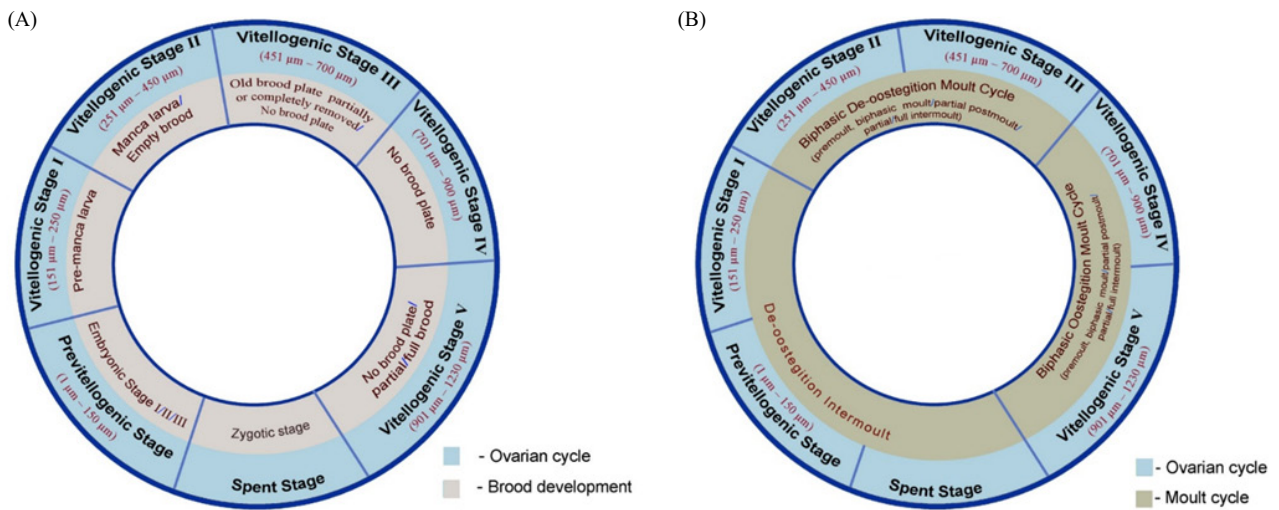 (A)
Vitellogenic Stage II
(251 µm – 450 µm)
Manca larva/
Empty brood
Vitellogenic Stage III
(451 µm – 700 µm)
Old brood plate partially
or completely removed/
No brood plate
Vitellogenic Stage IV
(701 µm – 900 µm)
No brood plate
Vitellogenic Stage V
(901 µm – 1230 µm)
No brood plate/
partial/full brood
Spent Stage
Zygotic stage
Previtellogenic Stage
(1 µm – 150 µm)
Embryonic Stage I/II/III
Vitellogenic Stage I
(151 µm – 250 µm)
Pre-manca larva
- Ovarian cycle
- Brood development
(B)
Vitellogenic Stage II
(251 µm – 450 µm)
Vitellogenic Stage III
(451 µm – 700 µm)
Biphasic De-oostegition Moult Cycle
(premoult, biphasic moult/partial postmoult/
partial/full intermoult)
Vitellogenic Stage IV
(701 µm – 900 µm)
Vitellogenic Stage V
(901 µm – 1230 µm)
Biphasic Oostegition Moult Cycle
(premoult, biphasic moult/partial postmoult/
partial/full intermoult)
Spent Stage
Previtellogenic Stage
(1 µm – 150 µm)
De-oostegition Intermoult
Vitellogenic Stage I
(151 µm – 250 µm)
- Ovarian cycle
- Moult cycle